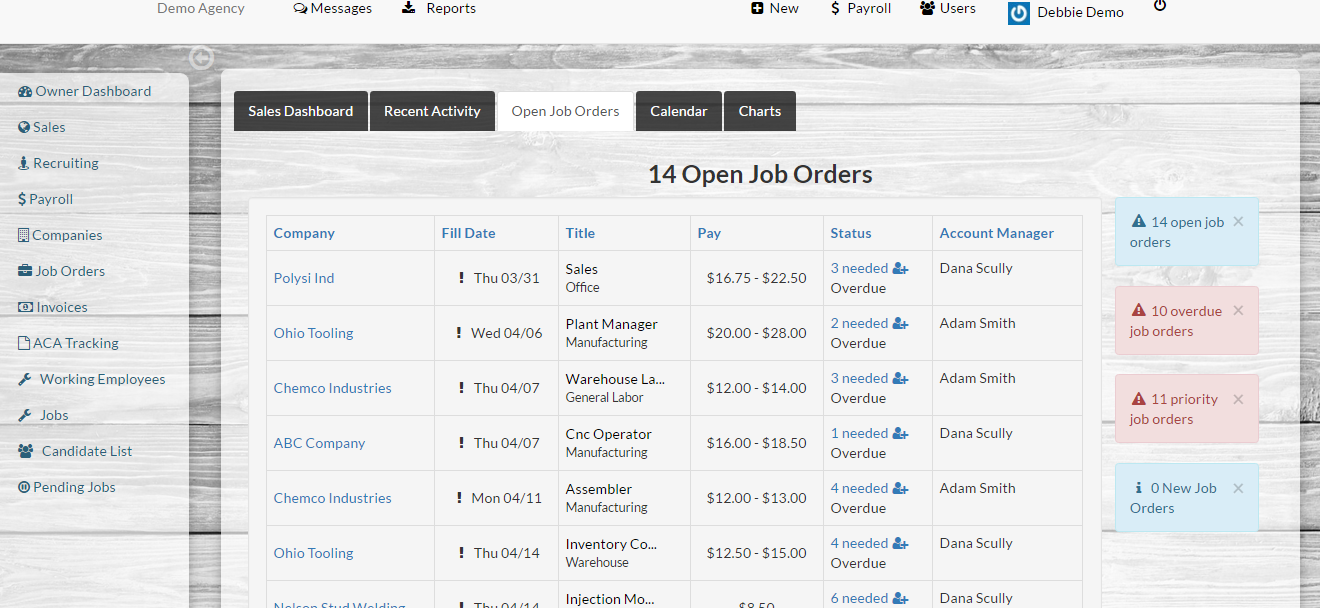 Demo Agency
Messages
Reports
New
$ Payroll
Users
Debbie Demo
Owner Dashboard
Sales
Recruiting
$ Payroll
Companies
Job Orders
Invoices
ACA Tracking
Working Employees
Jobs
Candidate List
Pending Jobs
Sales Dashboard Recent Activity Open Job Orders Calendar Charts
14 Open Job Orders
Company Fill Date Title Pay Status Account Manager
Polysi Ind ! Thu 03/31 Sales $16.75 - $22.50 3 needed Dana Scully
Office Overdue
Ohio Tooling ! Wed 04/06 Plant Manager $20.00 - $28.00 2 needed Adam Smith
Manufacturing Overdue
Chemco Industries ! Thu 04/07 Warehouse La... $12.00 - $14.00 3 needed Adam Smith
General Labor Overdue
ABC Company ! Thu 04/07 Cnc Operator $16.00 - $18.50 1 needed Dana Scully
Manufacturing Overdue
Chemco Industries ! Mon 04/11 Assembler $12.00 - $13.00 4 needed Adam Smith
Manufacturing Overdue
Ohio Tooling ! Thu 04/14 Inventory Co... $12.50 - $15.00 4 needed Dana Scully
Warehouse Overdue
Nelson Stud Welding ! Thu 04/14 Injection Mo... $8.50 6 needed Dana Scully
14 open job ×
orders
10 overdue ×
job orders
11 priority ×
job orders
0 New Job ×
Orders